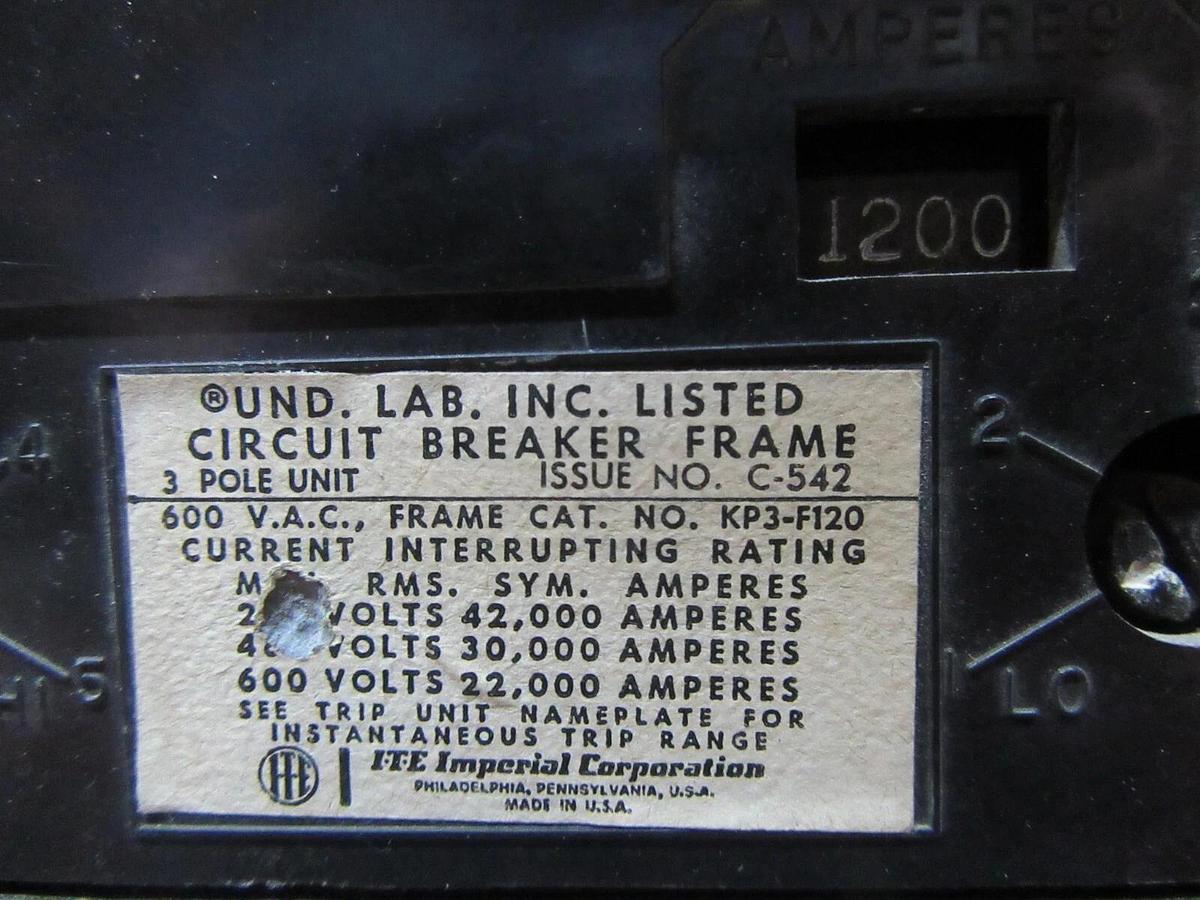 AMPERES
1200
®UND. LAB. INC. LISTED
CIRCUIT BREAKER FRAME
3 POLE UNIT ISSUE NO. C-542
600 V.A.C., FRAME CAT. NO. KP3-F120
CURRENT INTERRUPTING RATING
RMS. SYM. AMPERES
VOLTS 42,000 AMPERES
VOLTS 30,000 AMPERES
600 VOLTS 22,000 AMPERES
SEE TRIP UNIT NAMEPLATE FOR
INSTANTANEOUS TRIP RANGE
ITE
I-T-E Imperial Corporation
PHILADELPHIA, PENNSYLVANIA, U.S.A.
MADE IN U.S.A.
4
HI 5
2
1 LO